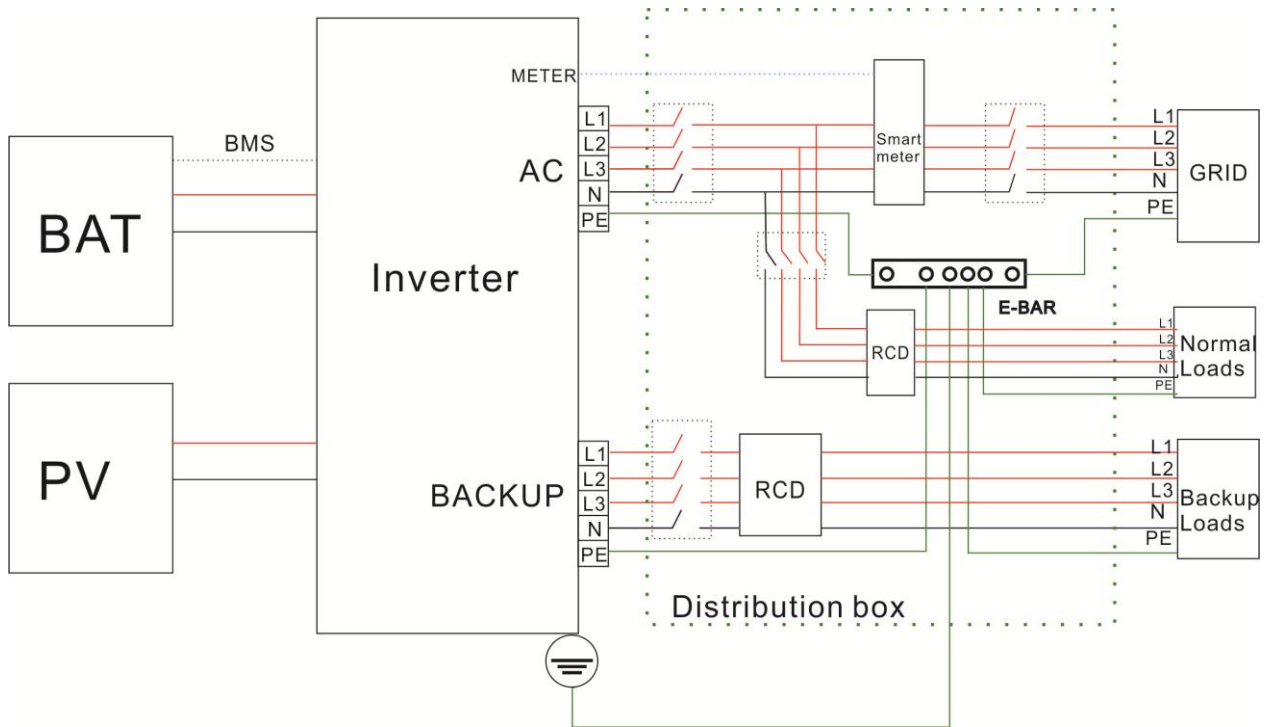 METER
L1
L2
AC
L3
N
PE
BMS
BAT
Inverter
Smart
meter
L1
L2
L3
N
PE
GRID
E-BAR
RCD
L1
L2
L3
N
PE
Normal
Loads
PV
BACKUP
L1
L2
L3
N
PE
RCD
L1
L2
L3
N
PE
Backup
Loads
Distribution box